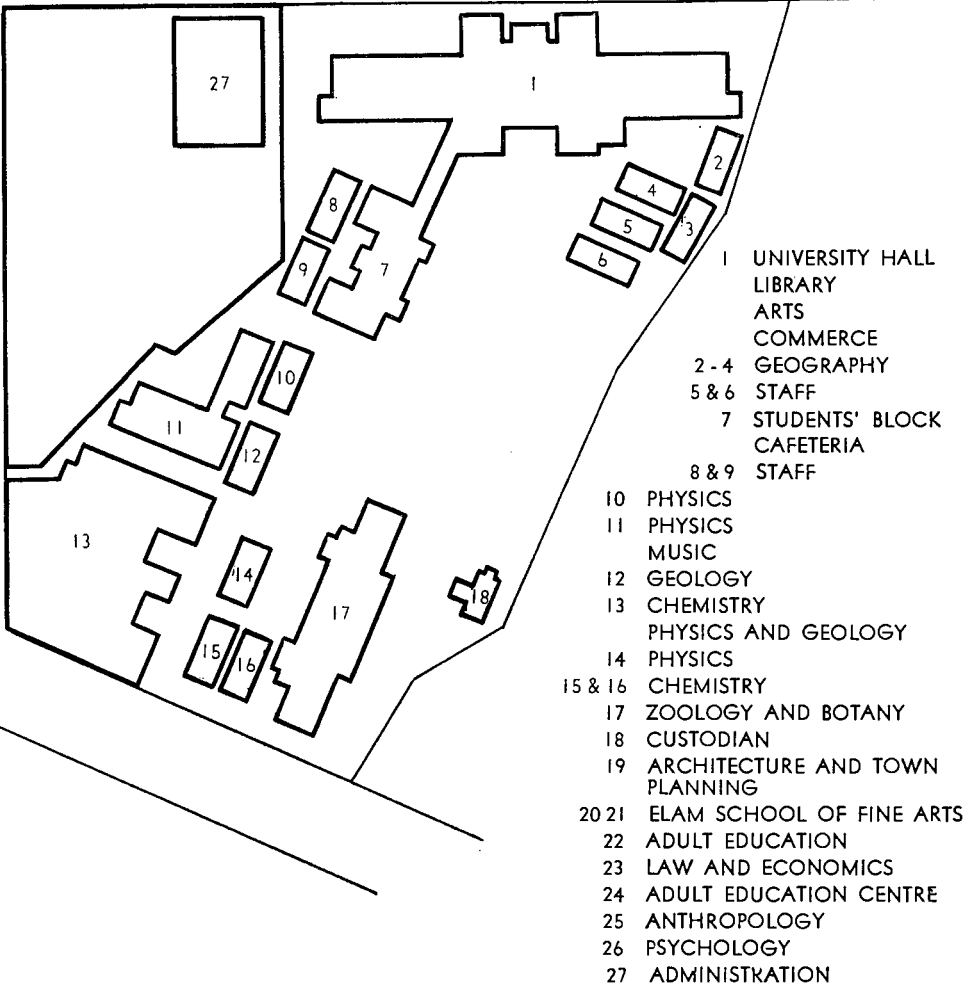 27
1
2
4
8
5
3
6
9
7
10
11
12
13
14
18
17
15
16
1 UNIVERSITY HALL
LIBRARY
ARTS
COMMERCE
2-4 GEOGRAPHY
5 & 6 STAFF
7 STUDENTS' BLOCK
CAFETERIA
8 & 9 STAFF
10 PHYSICS
11 PHYSICS
MUSIC
12 GEOLOGY
13 CHEMISTRY
PHYSICS AND GEOLOGY
14 PHYSICS
15 & 16 CHEMISTRY
17 ZOOLOGY AND BOTANY
18 CUSTODIAN
19 ARCHITECTURE AND TOWN
PLANNING
20 21 ELAM SCHOOL OF FINE ARTS
22 ADULT EDUCATION
23 LAW AND ECONOMICS
24 ADULT EDUCATION CENTRE
25 ANTHROPOLOGY
26 PSYCHOLOGY
27 ADMINISTRATION